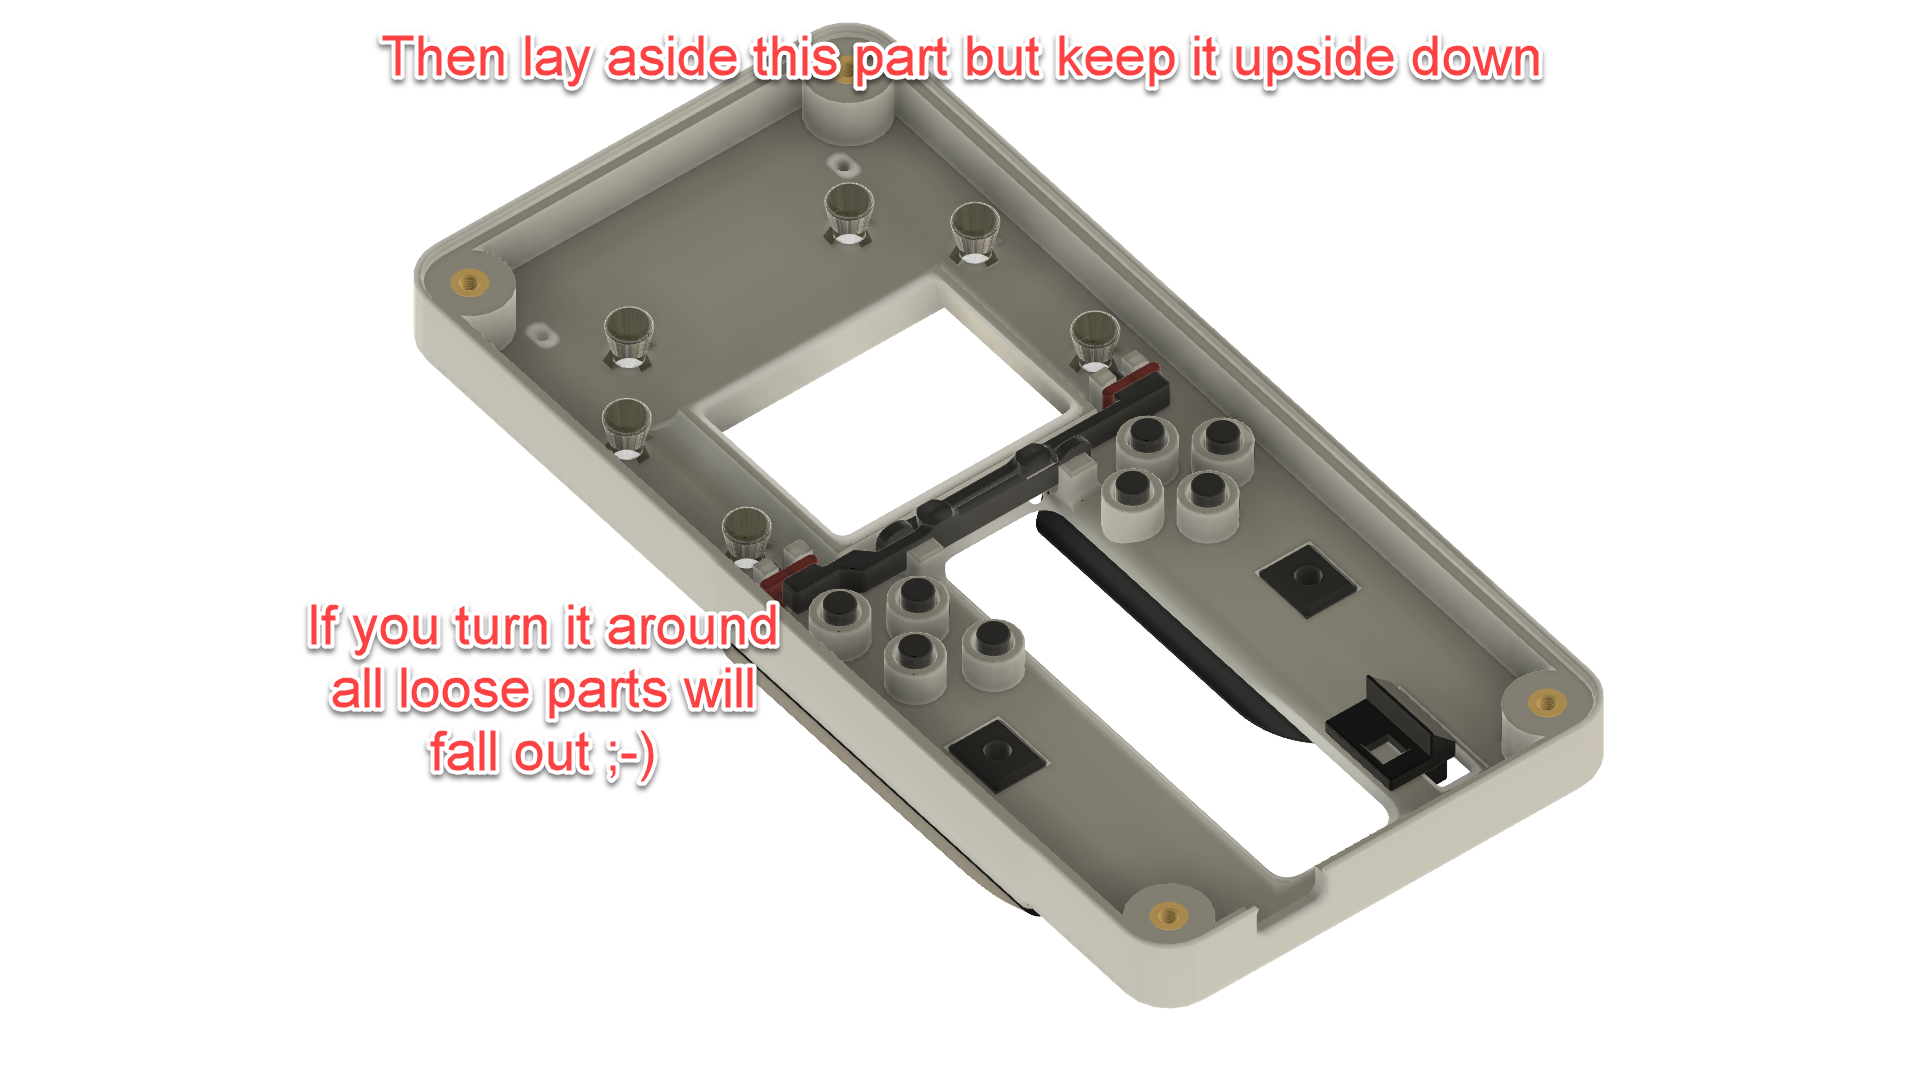 Then lay aside this part but keep it upside down
If you turn it around
all loose parts will
fall out ;-)